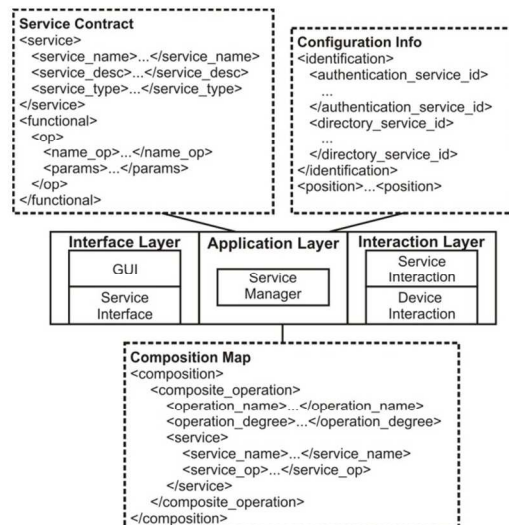 Service Contract
<service>
<service_name>...</service_name>
<service_desc>...</service_desc>
<service_type>...</service_type>
</service>
<functional>
<op>
<name_op>...</name_op>
<params>...</params>
</op>
</functional>
Configuration Info
<identification>
<authentication_service_id>
...
</authentication_service_id>
<directory_service_id>
...
</directory_service_id>
</identification>
<position>...<position>
Interface Layer
GUI
Service
Interface
Application Layer
Service
Manager
Interaction Layer
Service
Interaction
Device
Interaction
Composition Map
<composition>
<composite_operation>
<operation_name>...</operation_name>
<operation_degree>...</operation_degree>
<service>
<service_name>...</service_name>
<service_op>...</service_op>
</service>
</composite_operation>
</composition>